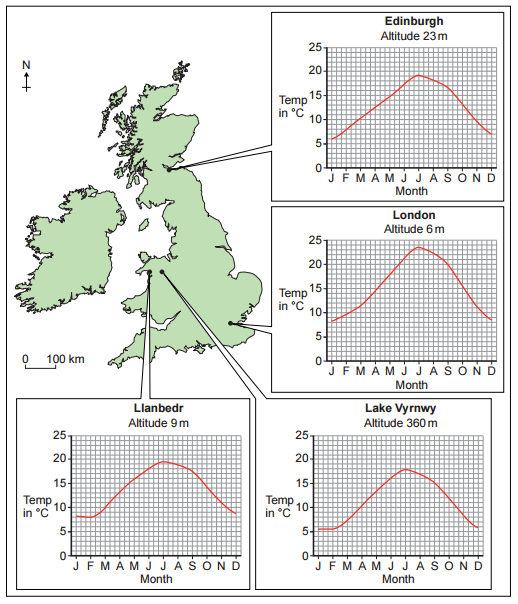 Edinburgh
Altitude 23 m
25
20
15
10
5
0
Temp
in °C
J F M A M J J A S O N D
Month
N
London
Altitude 6 m
25
20
15
10
5
0
Temp
in °C
J F M A M J J A S O N D
Month
0 100 km
Llanbedr
Altitude 9 m
25
20
15
10
5
0
Temp
in °C
J F M A M J J A S O N D
Month
Lake Vyrnwy
Altitude 360 m
25
20
15
10
5
0
Temp
in °C
J F M A M J J A S O N D
Month